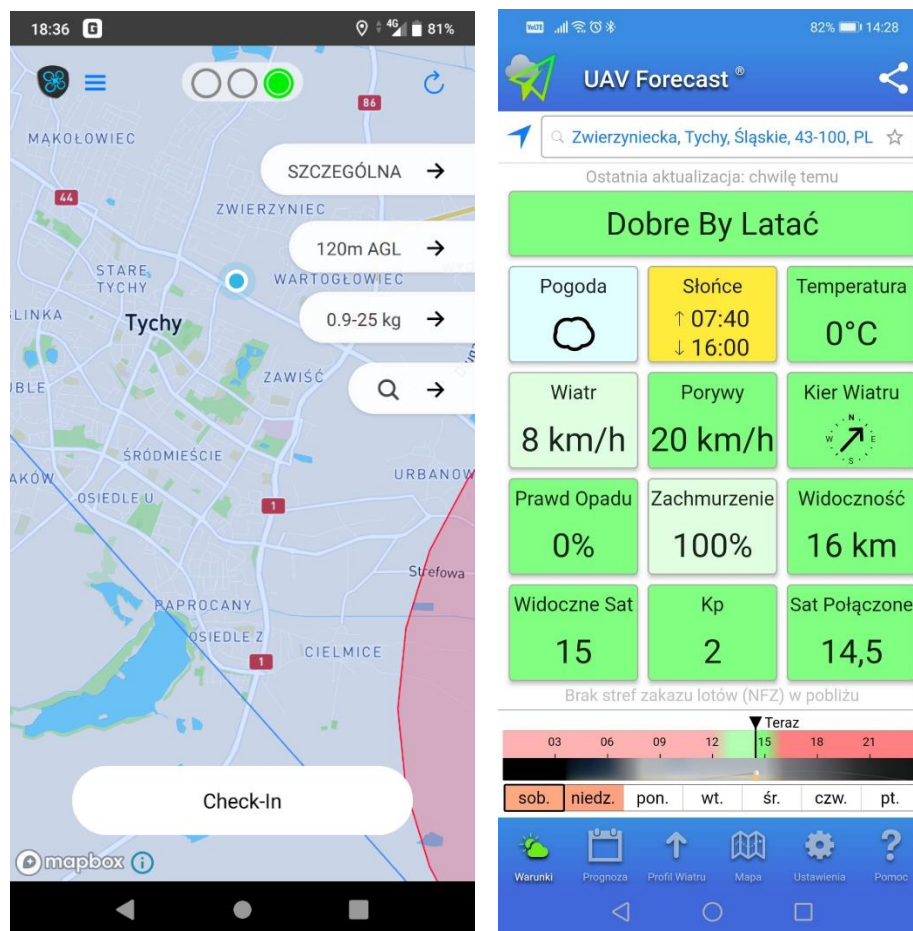 18:36 G 4G 81%
86
MĄKOŁOWIEC
SZCZEGÓLNA →
44
ZWIERZYNIEC
120m AGL →
STARE
TYCHY
WARTOGŁOWIEC
LINKA
Tychy
0.9-25 kg →
UBLE
ZAWIŚĆ
→
ŚRÓDMIEŚCIE
AKÓW
URBANOW
OSIEDLE U
1
Strefowa
PAPROCANY
OSIEDLE Z
CIELMICE
1
Check-In
mapbox
VoLTE 82% 14:28
UAV Forecast ®
Zwierzyniecka, Tychy, Śląskie, 43-100, PL
Ostatnia aktualizacja: chwilę temu
Dobre By Latać
Pogoda Słońce Temperatura
↑ 07:40
↓ 16:00
0°C
Wiatr Porywy Kier Wiatru
8 km/h 20 km/h
N
W E
S
Prawd Opadu Zachmurzenie Widoczność
0% 100% 16 km
Widoczne Sat Kp Sat Połączone
15 2 14,5
Brak stref zakazu lotów (NFZ) w pobliżu
Teraz
03 06 09 12 15 18 21
sob. niedz. pon. wt. śr. czw. pt.
Warunki Prognoza Profil Wiatru Mapa Ustawienia Pomoc